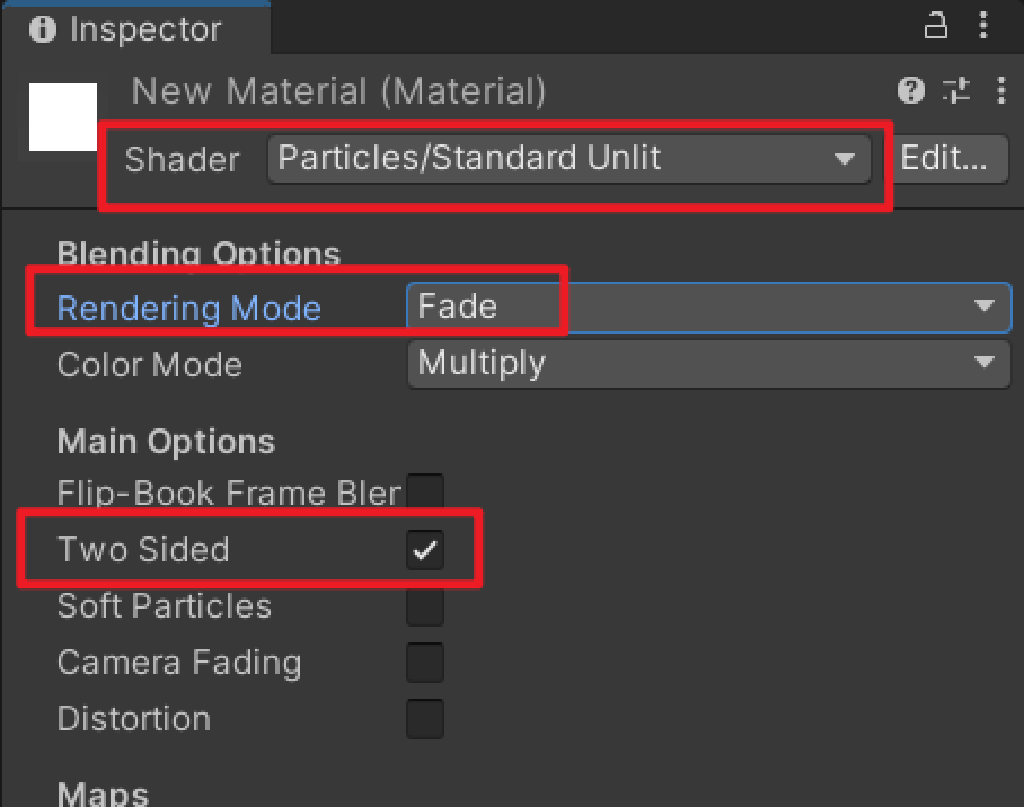 Inspector
New Material (Material)
Shader Particles/Standard Unlit Edit...
Blending Options
Rendering Mode Fade
Color Mode Multiply
Main Options
Flip-Book Frame Bler
Two Sided
Soft Particles
Camera Fading
Distortion
Maps